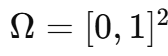 Ω = [0, 1]²